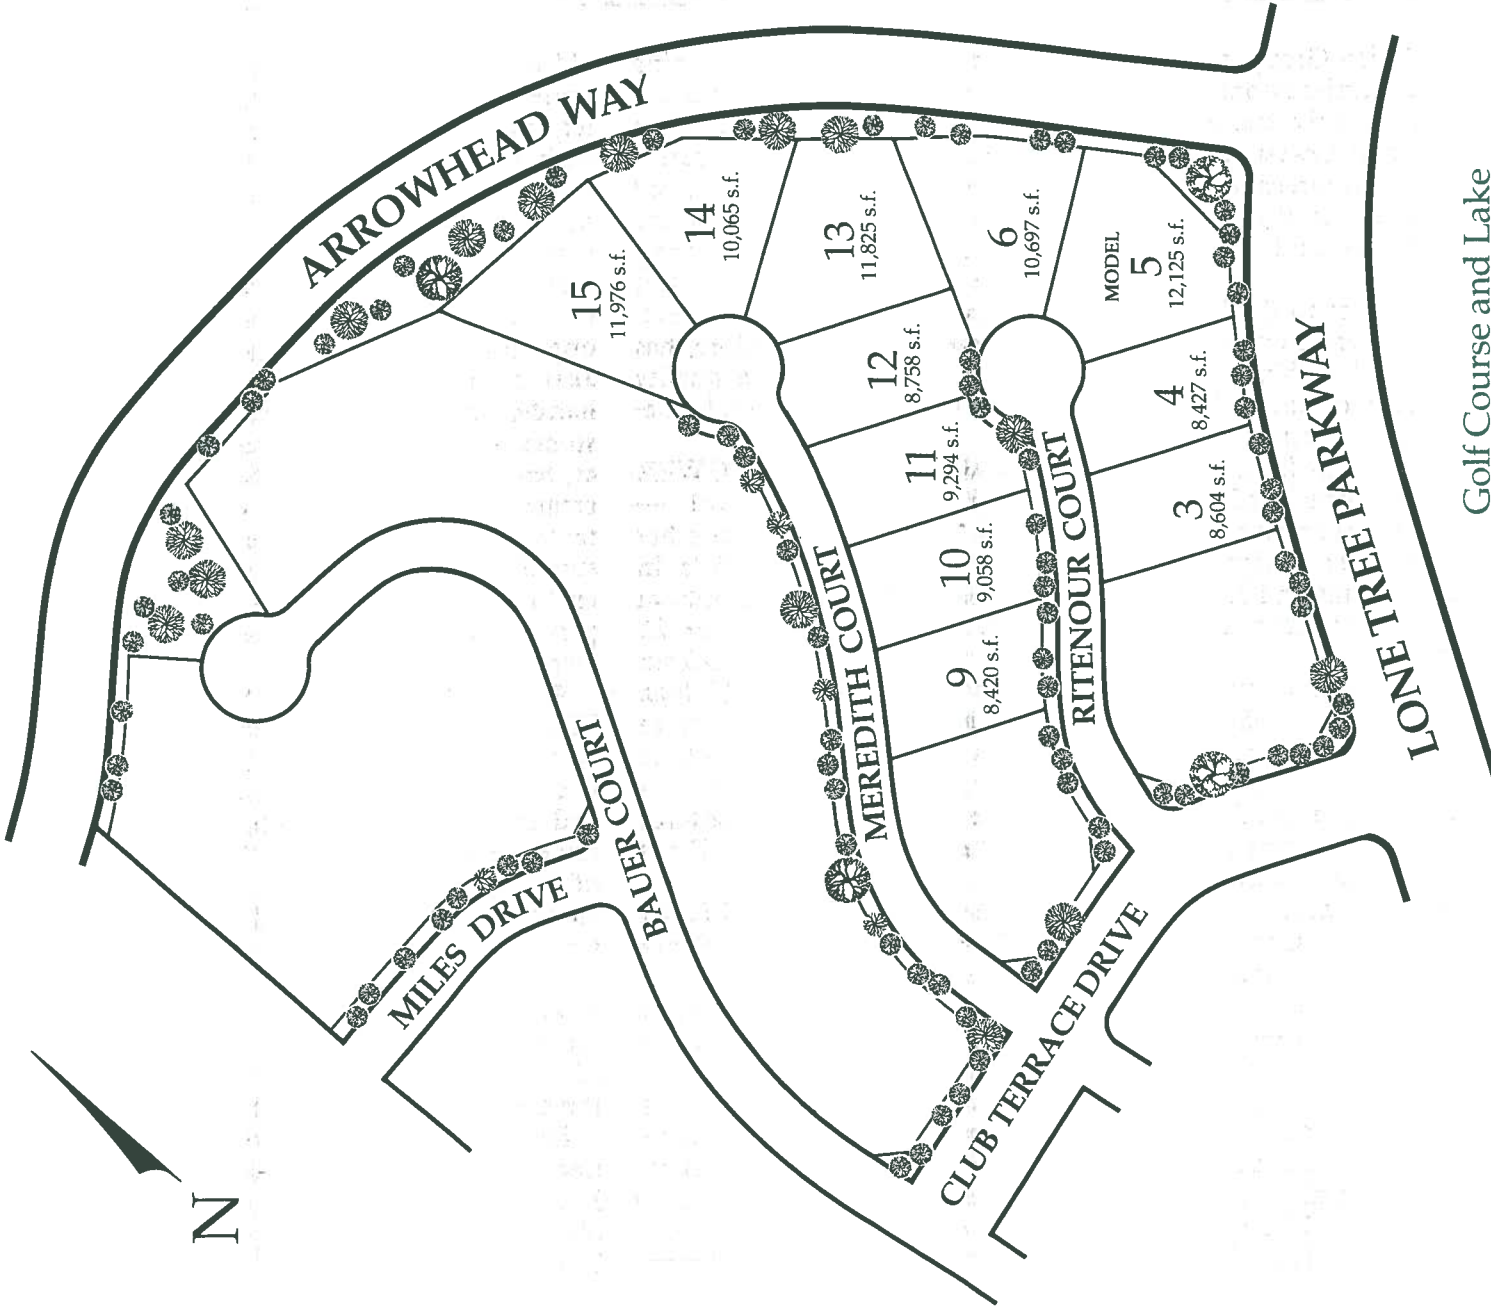 ARROWHEAD WAY
14
10,065 s.f.
15
11,976 s.f.
13
11,825 s.f.
6
10,697 s.f.
MODEL
5
12,125 s.f.
12
8,758 s.f.
4
8,427 s.f.
11
9,294 s.f.
3
8,604 s.f.
10
9,058 s.f.
9
8,420 s.f.
MEREDITH COURT
RITENOUR COURT
LONE TREE PARKWAY
Golf Course and Lake
BAUER COURT
MILES DRIVE
CLUB TERRACE DRIVE
N